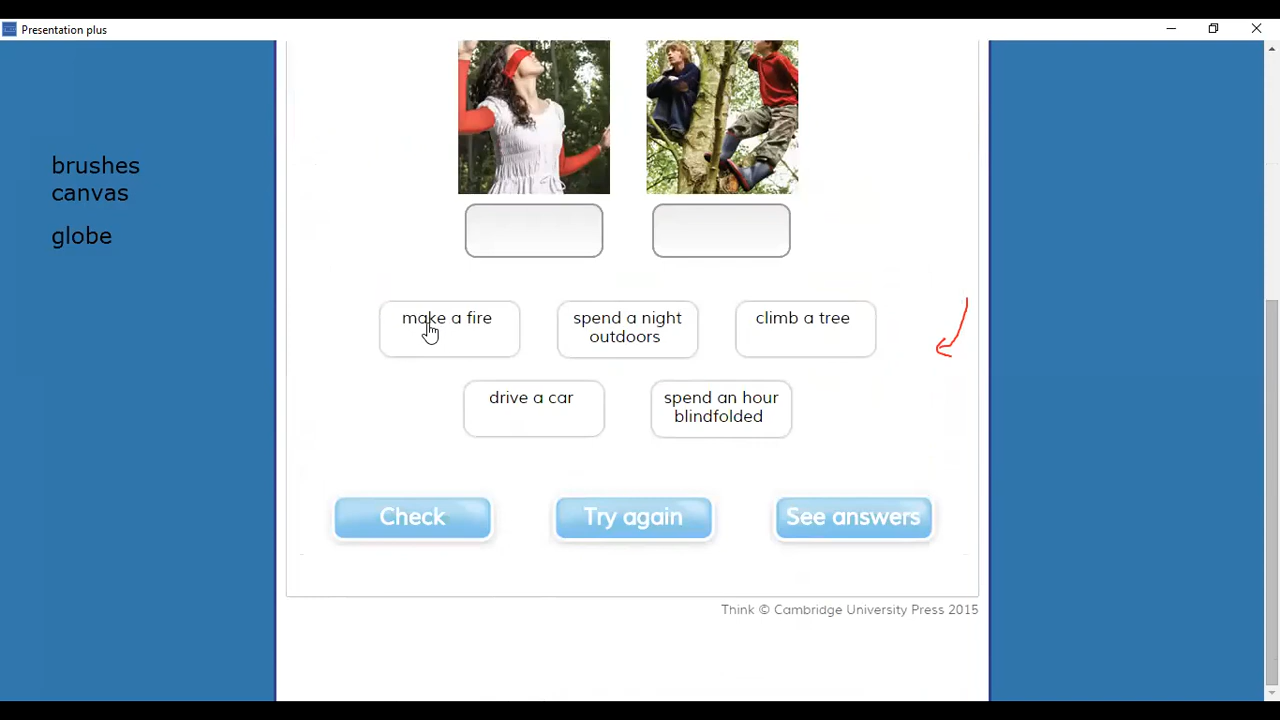 Presentation plus
brushes
canvas
globe
make a fire
spend a night
outdoors
climb a tree
drive a car
spend an hour
blindfolded
Check
Try again
See answers
Think © Cambridge University Press 2015